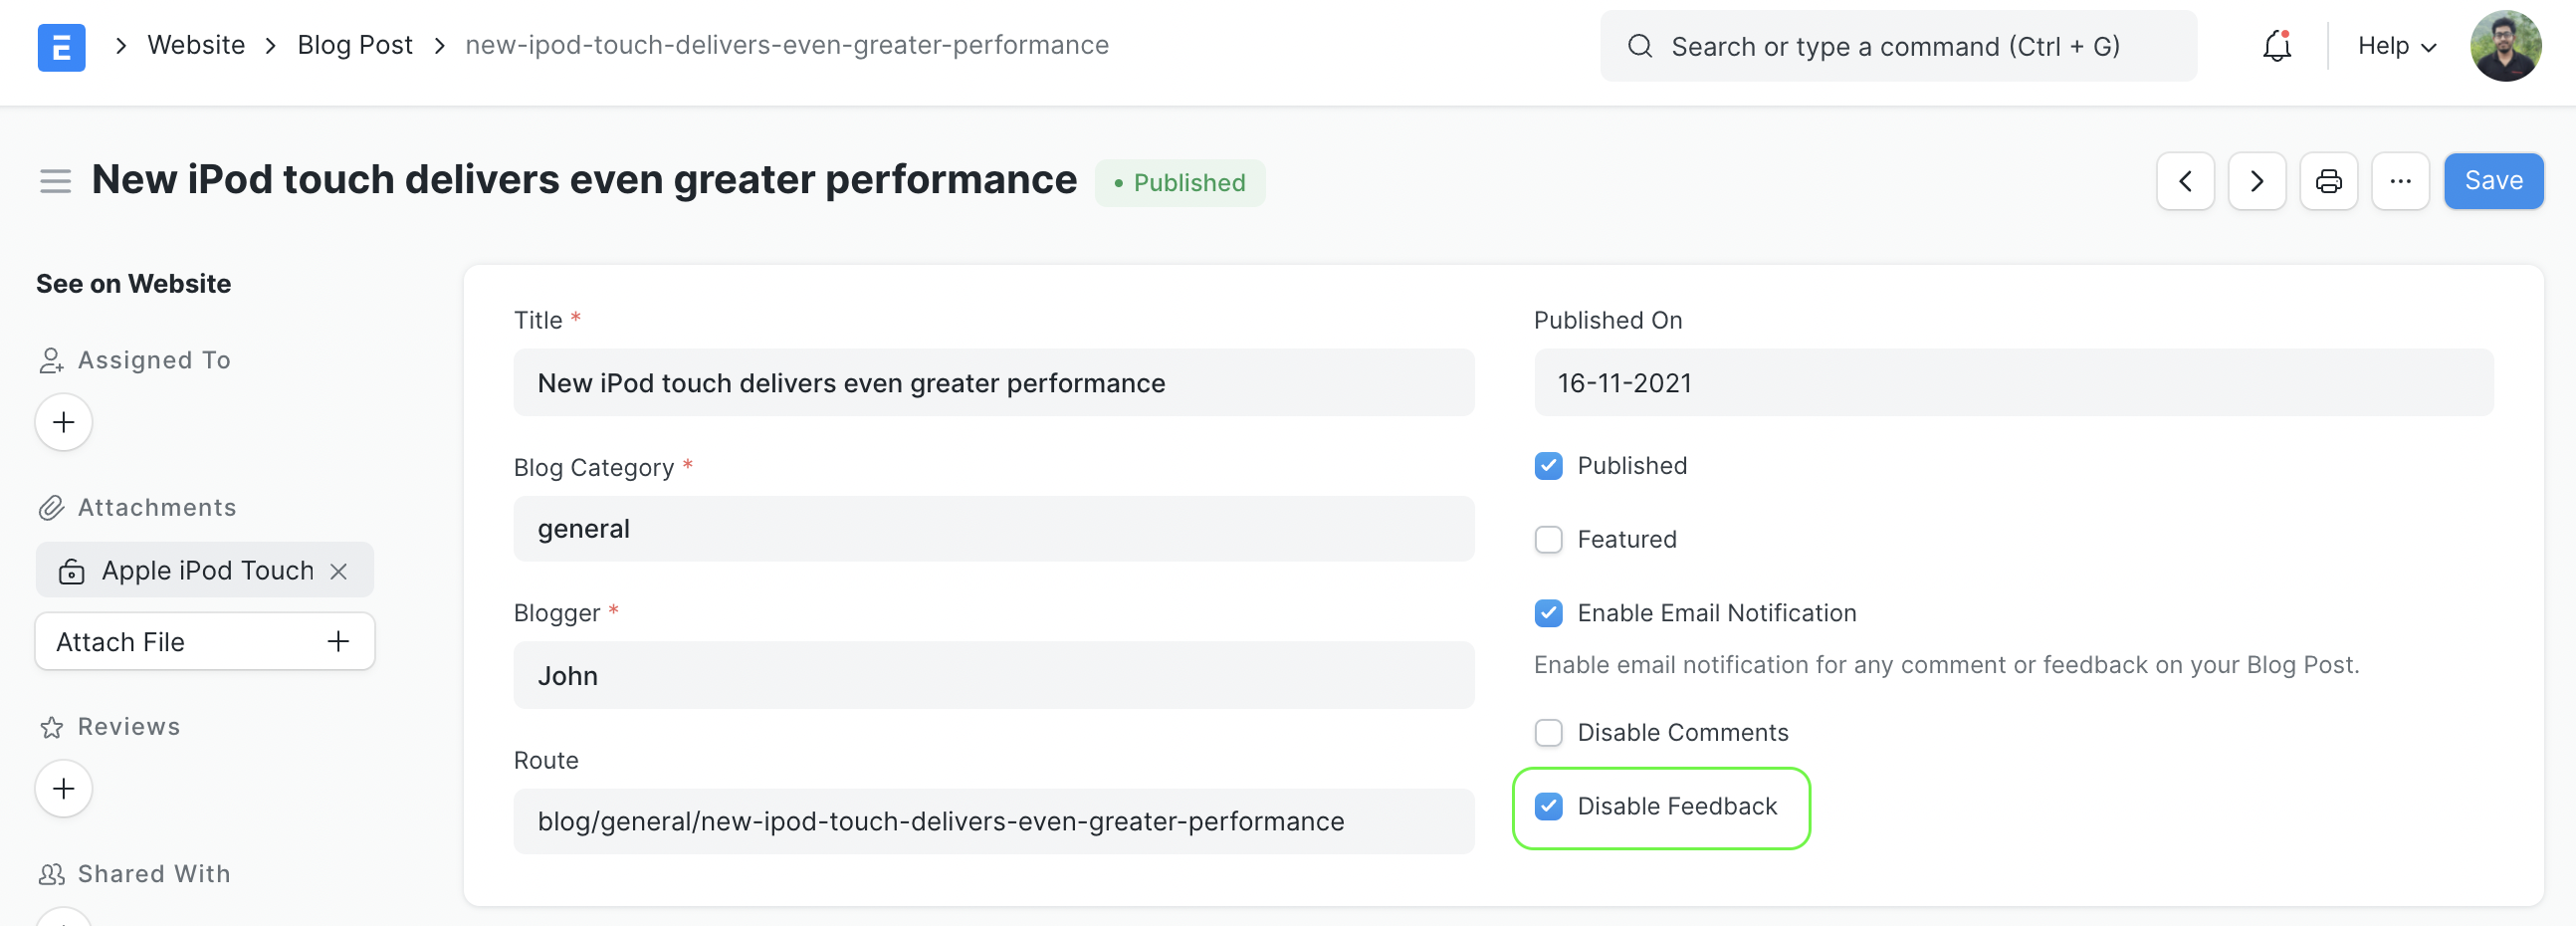 E > Website > Blog Post > new-ipod-touch-delivers-even-greater-performance
Search or type a command (Ctrl + G)
Help
New iPod touch delivers even greater performance
• Published
Save
See on Website
Assigned To
Attachments
Apple iPod Touch
Attach File
Reviews
Shared With
Title *
New iPod touch delivers even greater performance
Blog Category *
general
Blogger *
John
Route
blog/general/new-ipod-touch-delivers-even-greater-performance
Published On
16-11-2021
Published
Featured
Enable Email Notification
Enable email notification for any comment or feedback on your Blog Post.
Disable Comments
Disable Feedback